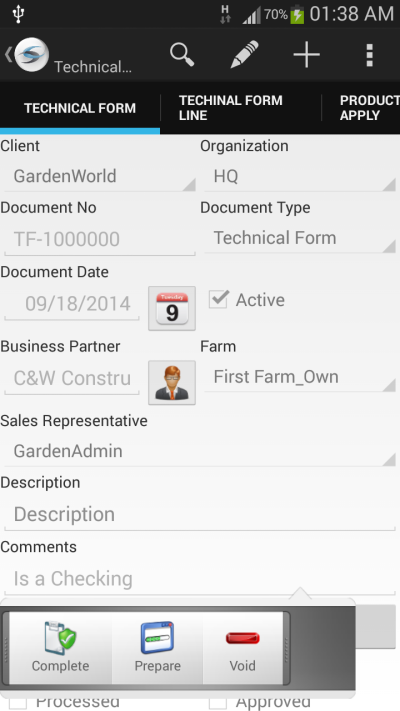 H 70% 01:38 AM
Technical...
TECHNICAL FORM
TECHINAL FORM LINE
PRODUCT APPLY
Client Organization
GardenWorld HQ
Document No Document Type
TF-1000000 Technical Form
Document Date
09/18/2014 Tuesday 9 Active
Business Partner Farm
C&W Constru First Farm_Own
Sales Representative
GardenAdmin
Description
Description
Comments
Is a Checking
Complete Prepare Void
Processed Approved